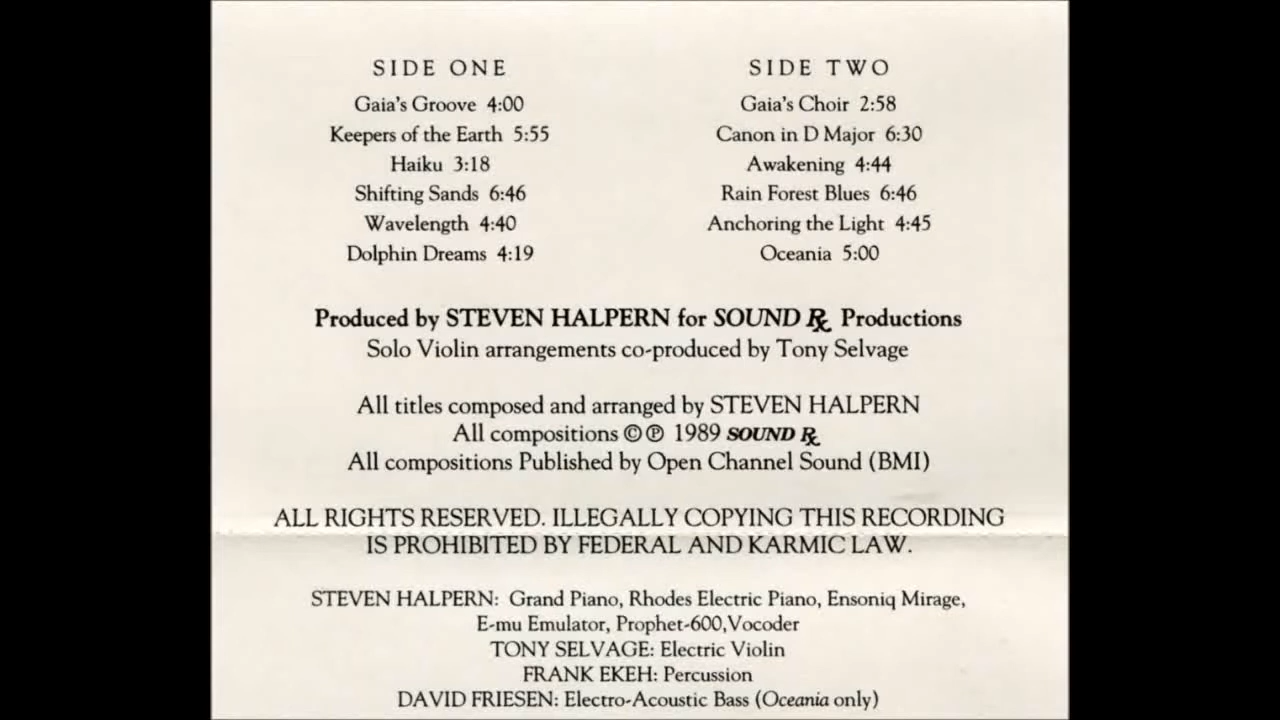 SIDE ONE
Gaia's Groove 4:00
Keepers of the Earth 5:55
Haiku 3:18
Shifting Sands 6:46
Wavelength 4:40
Dolphin Dreams 4:19
SIDE TWO
Gaia's Choir 2:58
Canon in D Major 6:30
Awakening 4:44
Rain Forest Blues 6:46
Anchoring the Light 4:45
Oceania 5:00
Produced by STEVEN HALPERN for SOUND ℞ Productions
Solo Violin arrangements co-produced by Tony Selvage
All titles composed and arranged by STEVEN HALPERN
All compositions ©℗ 1989 SOUND ℞
All compositions Published by Open Channel Sound (BMI)
ALL RIGHTS RESERVED. ILLEGALLY COPYING THIS RECORDING
IS PROHIBITED BY FEDERAL AND KARMIC LAW.
STEVEN HALPERN: Grand Piano, Rhodes Electric Piano, Ensoniq Mirage,
E-mu Emulator, Prophet-600,Vocoder
TONY SELVAGE: Electric Violin
FRANK EKEH: Percussion
DAVID FRIESEN: Electro-Acoustic Bass (Oceania only)